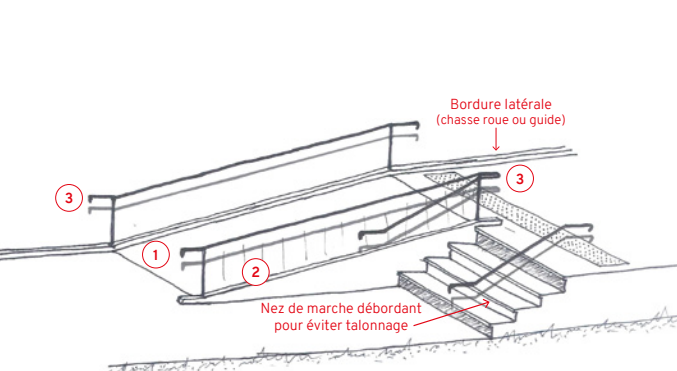 Bordure latérale
(chasse roue ou guide)
3
3
1
2
Nez de marche débordant
pour éviter talonnage